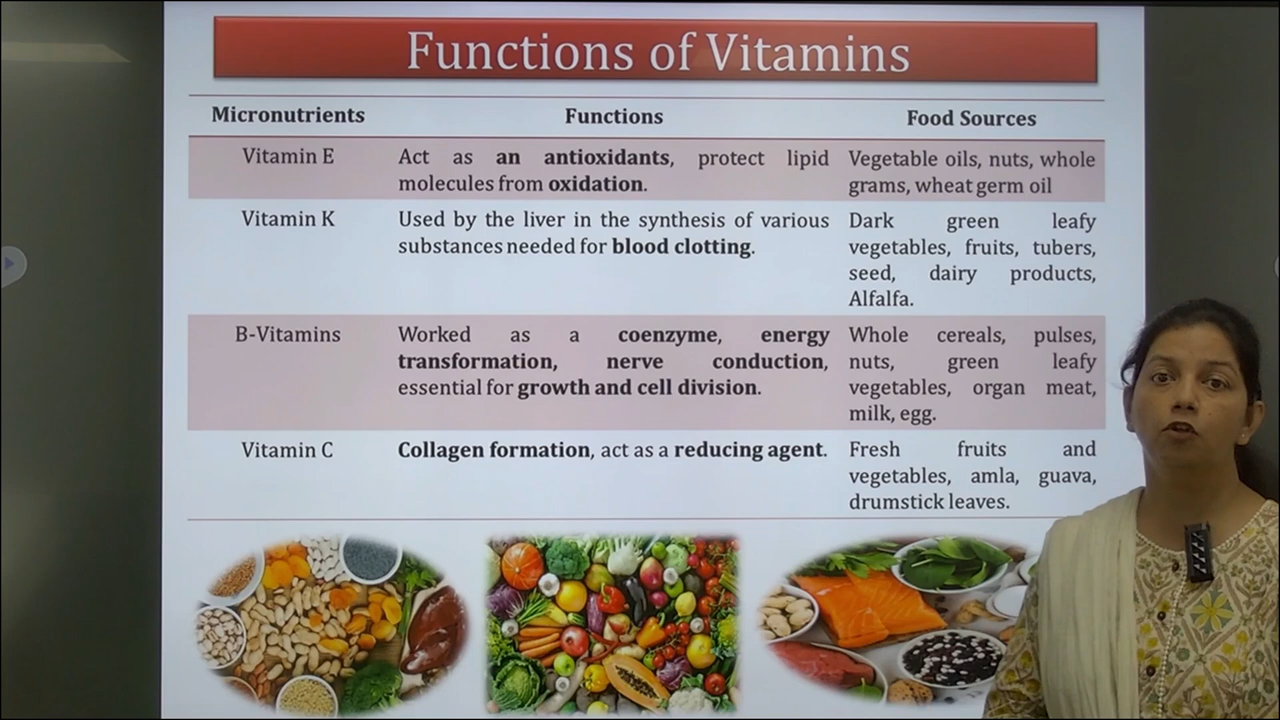 Functions of Vitamins
Micronutrients Functions Food Sources
Vitamin E
Act as an antioxidants, protect lipid
molecules from oxidation.
Vegetable oils, nuts, whole
grams, wheat germ oil
Vitamin K
Used by the liver in the synthesis of various
substances needed for blood clotting.
Dark green leafy
vegetables, fruits, tubers,
seed, dairy products,
Alfalfa.
B-Vitamins
Worked as a coenzyme, energy
transformation, nerve conduction,
essential for growth and cell division.
Whole cereals, pulses,
nuts, green leafy
vegetables, organ meat,
milk, egg.
Vitamin C
Collagen formation, act as a reducing agent.
Fresh fruits and
vegetables, amla, guava,
drumstick leaves.